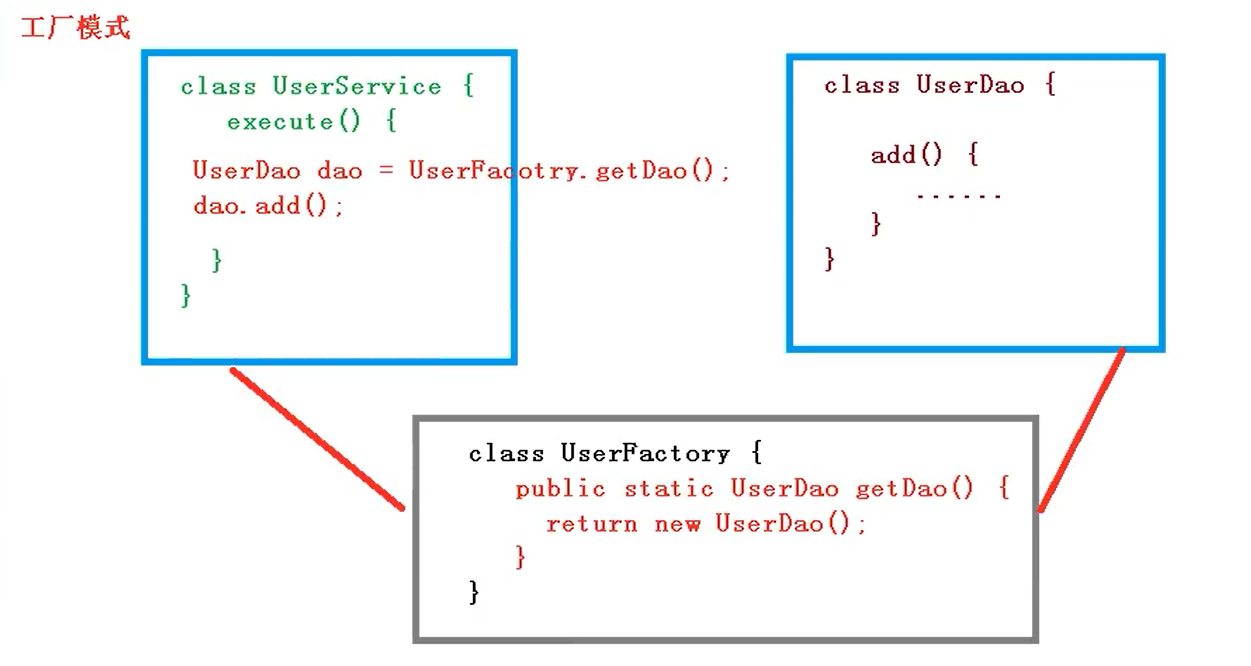 工厂模式
class UserService {
execute() {
UserDao dao = UserFacotry.getDao();
dao.add();
}
}
class UserDao {
add() {
......
}
}
class UserFactory {
public static UserDao getDao() {
return new UserDao();
}
}